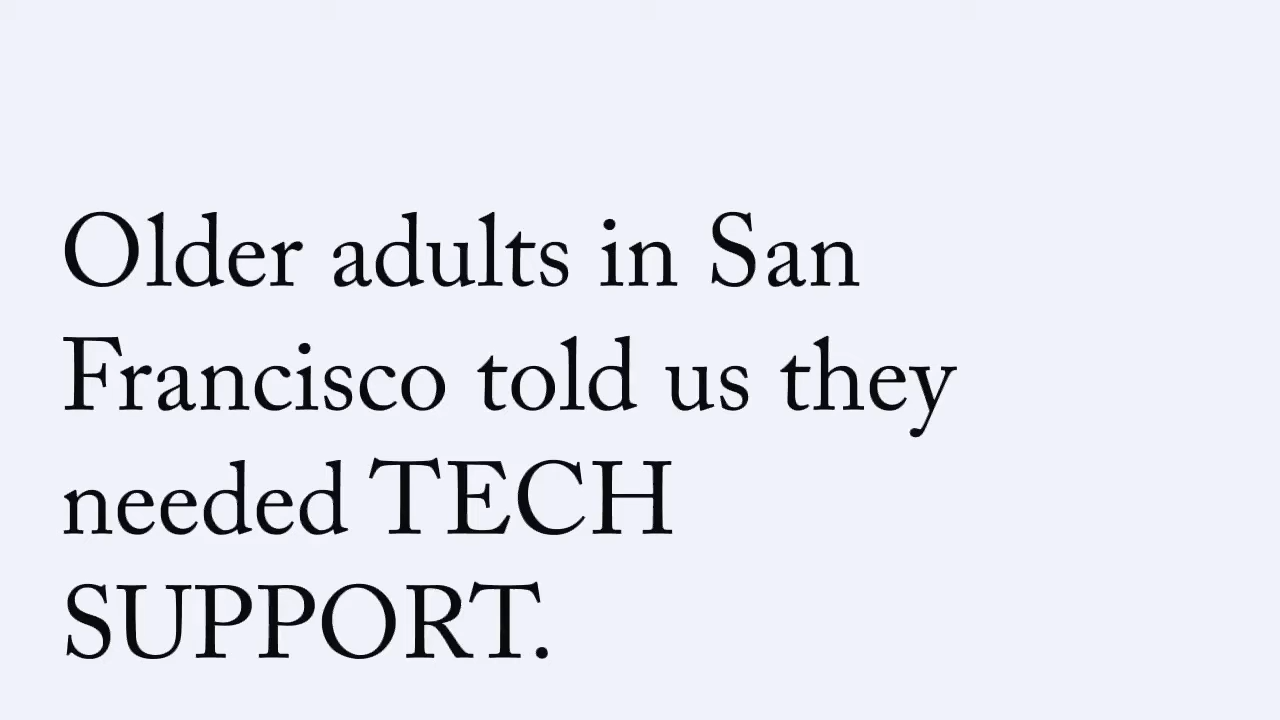 Older adults in San
Francisco told us they
needed TECH
SUPPORT.